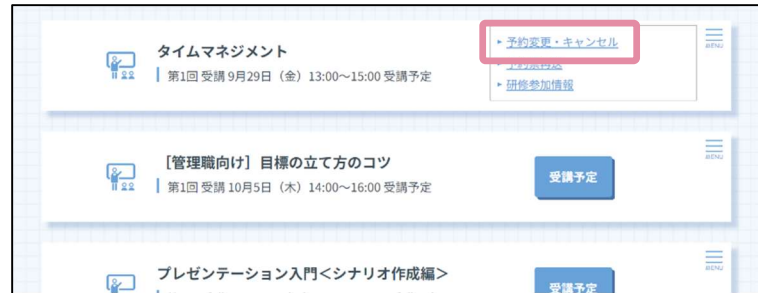 タイムマネジメント
第1回 受講 9月29日（金）13:00～15:00 受講予定
▸ 予約変更・キャンセル
▸ 研修参加情報
MENU
［管理職向け］目標の立て方のコツ
第1回 受講 10月5日（木）14:00～16:00 受講予定
受講予定
MENU
プレゼンテーション入門＜シナリオ作成編＞
受講予定
MENU